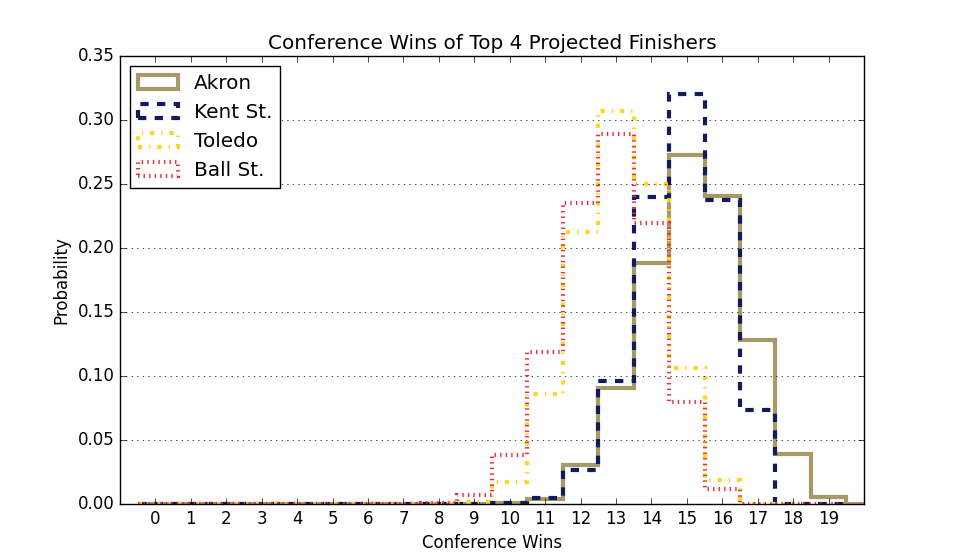 Conference Wins of Top 4 Projected Finishers
0.35
0.30
0.25
0.20
0.15
0.10
0.05
0.00
Probability
Akron
Kent St.
Toledo
Ball St.
0 1 2 3 4 5 6 7 8 9 10 11 12 13 14 15 16 17 18 19
Conference Wins